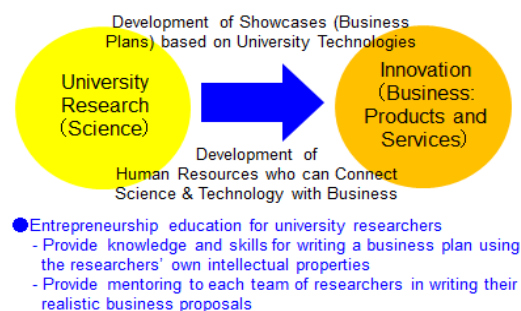 Development of Showcases (Business
Plans) based on University Technologies
University
Research
(Science)
Innovation
(Business:
Products and
Services)
Development of
Human Resources who can Connect
Science & Technology with Business
●Entrepreneurship education for university researchers
- Provide knowledge and skills for writing a business plan using
the researchers' own intellectual properties
- Provide mentoring to each team of researchers in writing their
realistic business proposals